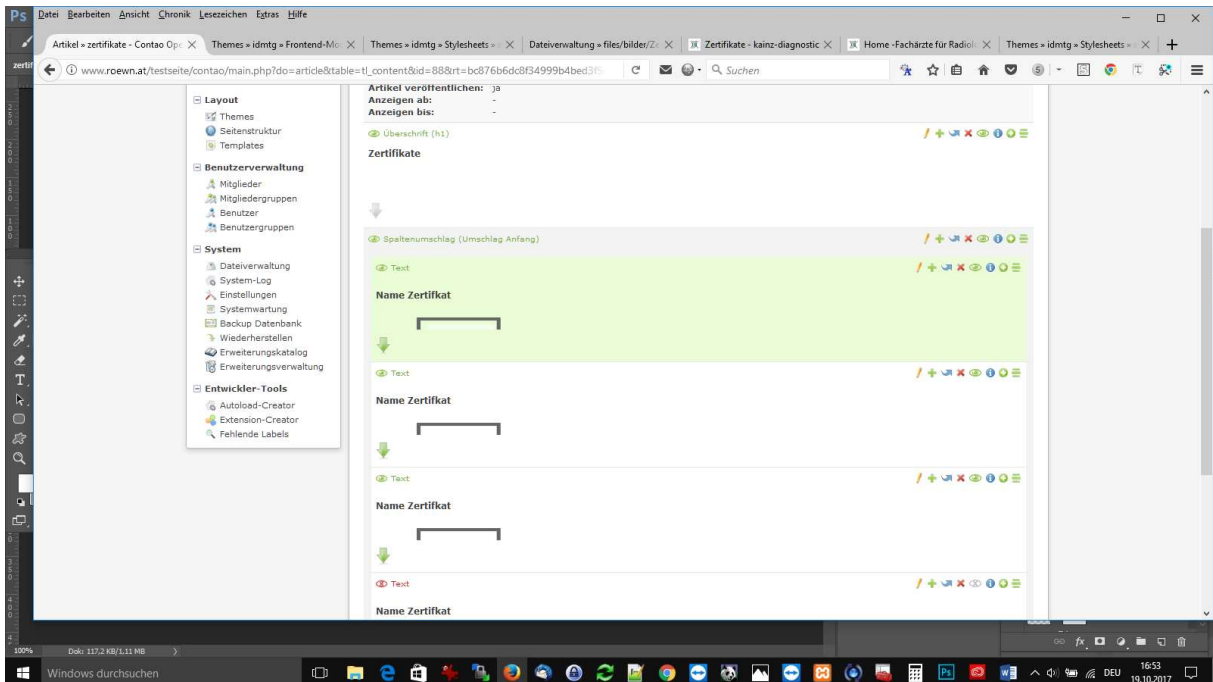 Ps Datei Bearbeiten Ansicht Chronik Lesezeichen Extras Hilfe
Artikel » zertifikate - Contao Op Themes » idmtg » Frontend-Mo Themes » idmtg » Stylesheets » Dateiverwaltung » files/bilder/Z Zertifikate - kainz-diagnostic Home -Fachärzte für Radiol Themes » idmtg » Stylesheets »
zertif
www.roewn.at/testseite/contao/main.php?do=article&table=tl_content&id=88&rt=bc876b6dc8f34999b4bed3f Suchen
Layout
Themes
Seitenstruktur
Templates
Benutzerverwaltung
Mitglieder
Mitgliedergruppen
Benutzer
Benutzergruppen
System
Dateiverwaltung
System-Log
Einstellungen
Systemwartung
Backup Datenbank
Wiederherstellen
Erweiterungskatalog
Erweiterungsverwaltung
Entwickler-Tools
Autoload-Creator
Extension-Creator
Fehlende Labels
Artikel veröffentlichen: ja
Anzeigen ab: -
Anzeigen bis: -
Überschrift (h1)
Zertifikate
Spaltenumschlag (Umschlag Anfang)
Text
Name Zertifkat
Text
Name Zertifkat
Text
Name Zertifkat
Text
Name Zertifkat
100% Dok: 117,2 KB/1,11 MB fx
Windows durchsuchen DEU 16:53
19.10.2017